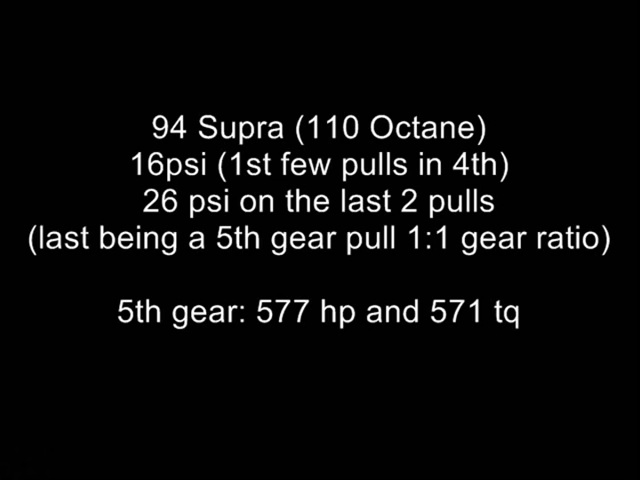 94 Supra (110 Octane)
16psi (1st few pulls in 4th)
26 psi on the last 2 pulls
(last being a 5th gear pull 1:1 gear ratio)
5th gear: 577 hp and 571 tq